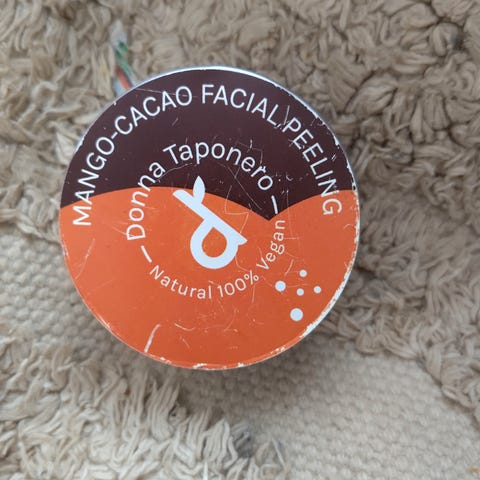 MANGO-CACAO FACIAL PEELING
Donna Taponero
Natural 100% Vegan